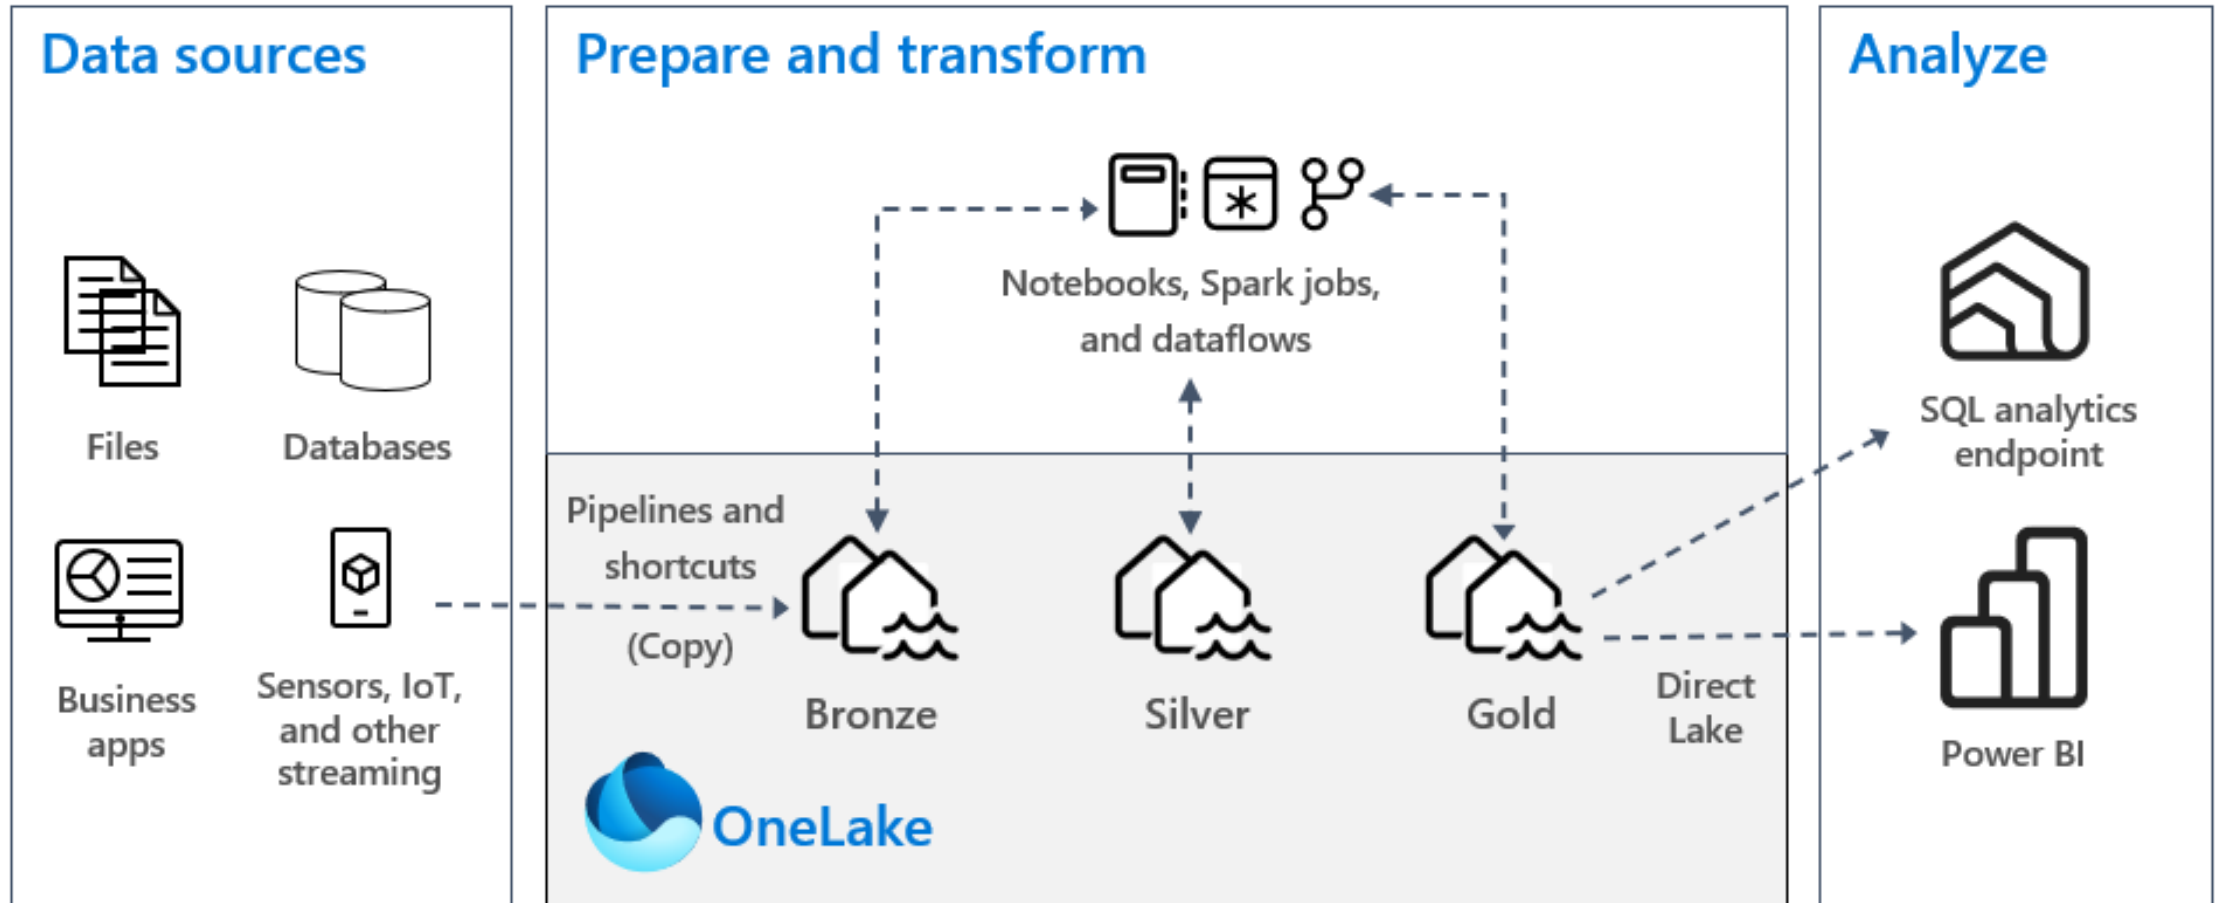 Data sources
Files
Databases
Business
apps
Sensors, IoT,
and other
streaming
Prepare and transform
Notebooks, Spark jobs,
and dataflows
Pipelines and
shortcuts
(Copy)
Bronze
Silver
Gold
Direct
Lake
OneLake
Analyze
SQL analytics
endpoint
Power BI